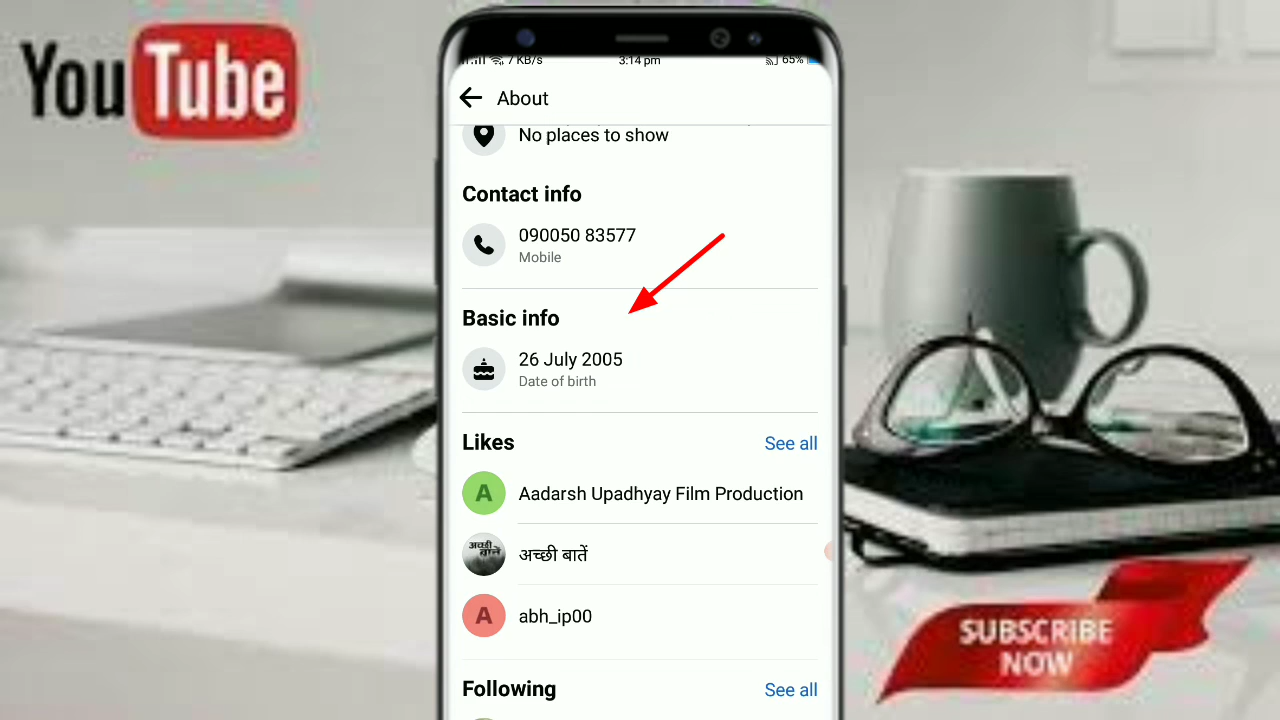 YouTube
7 KB/s
3:14 pm
65%
About
No places to show
Contact info
090050 83577
Mobile
Basic info
26 July 2005
Date of birth
Likes
See all
A
Aadarsh Upadhyay Film Production
अच्छी बातें
अच्छी बातें
A
abh_ip00
Following
See all
SUBSCRIBE
NOW